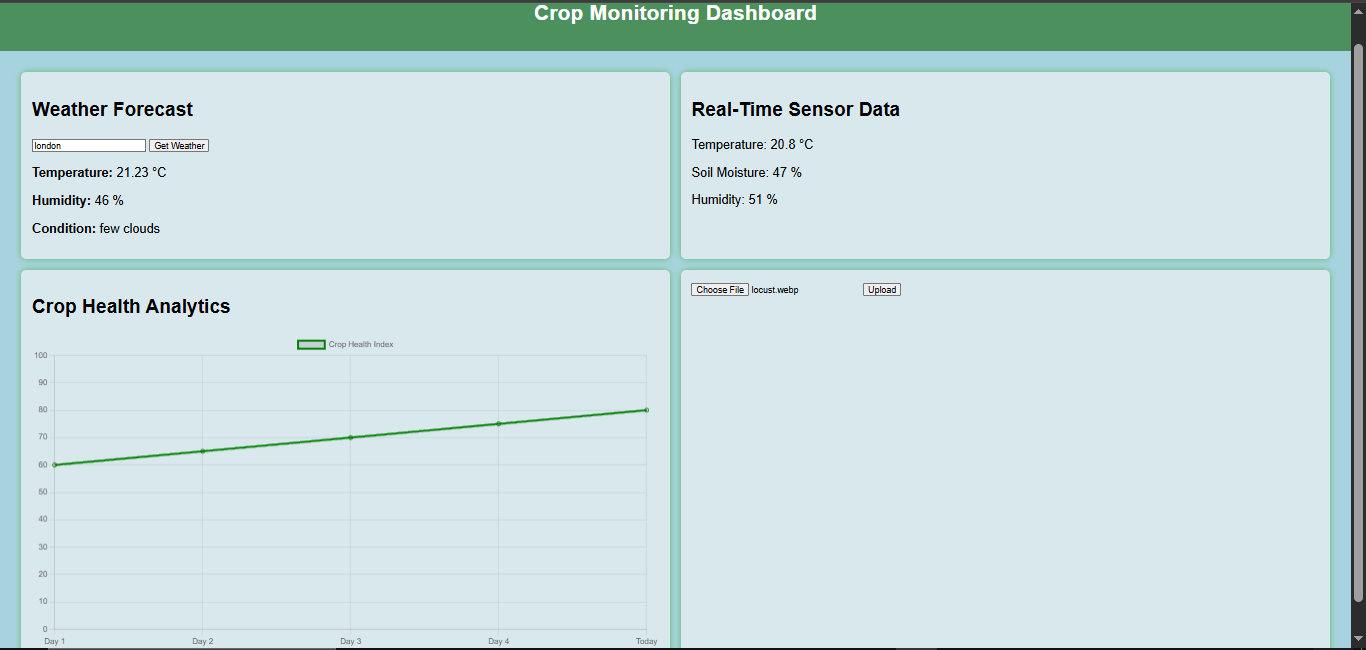 Crop Monitoring Dashboard
Weather Forecast
london Get Weather
Temperature: 21.23 °C
Humidity: 46 %
Condition: few clouds
Real-Time Sensor Data
Temperature: 20.8 °C
Soil Moisture: 47 %
Humidity: 51 %
Crop Health Analytics
Crop Health Index
100
90
80
70
60
50
40
30
20
10
0
Day 1 Day 2 Day 3 Day 4 Today
Choose File locust.webp Upload